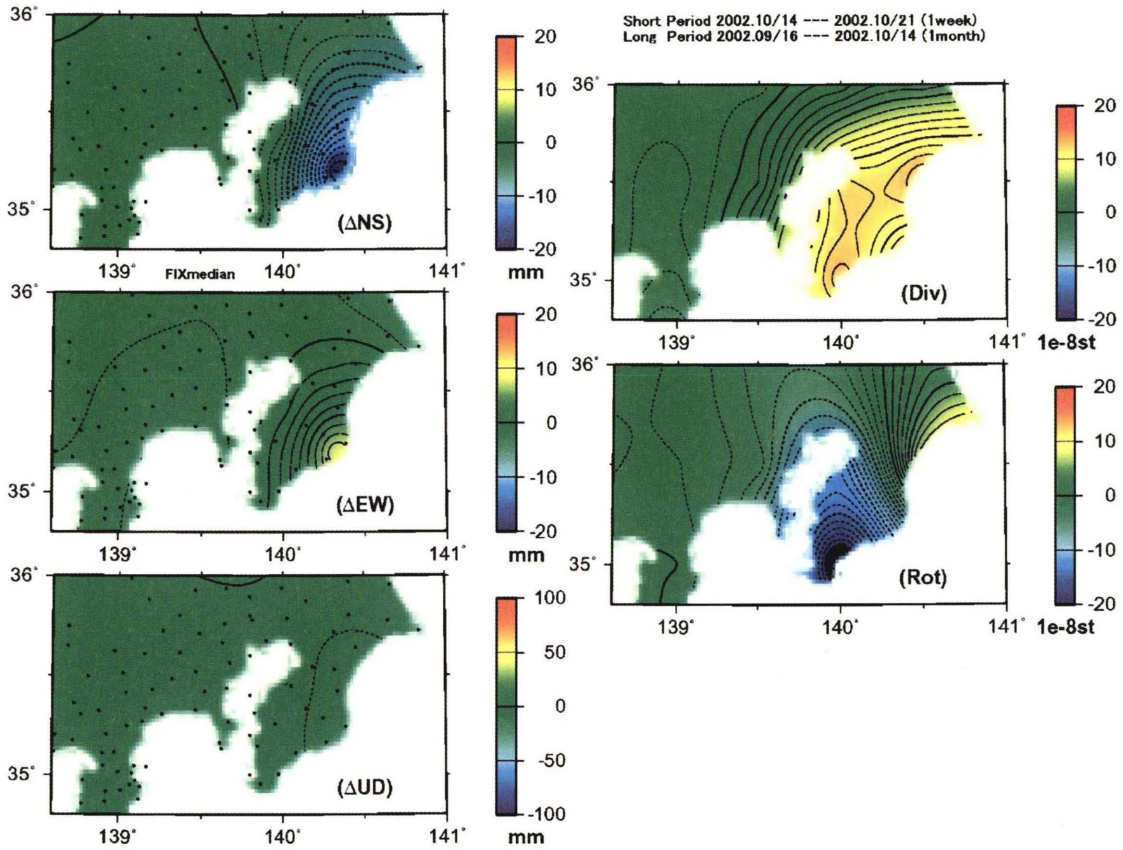 Short Period 2002.10/14 --- 2002.10/21 (1week)
Long Period 2002.09/16 --- 2002.10/14 (1month)
36˚
35˚
139˚ 140˚ 141˚
(ΔNS)
20
10
0
-10
-20
mm
FIXmedian
36˚
35˚
139˚ 140˚ 141˚
(ΔEW)
20
10
0
-10
-20
mm
36˚
35˚
139˚ 140˚ 141˚
(ΔUD)
100
50
0
-50
-100
mm
36˚
35˚
139˚ 140˚ 141˚
(Div)
20
10
0
-10
-20
1e-8st
36˚
35˚
139˚ 140˚ 141˚
(Rot)
20
10
0
-10
-20
1e-8st